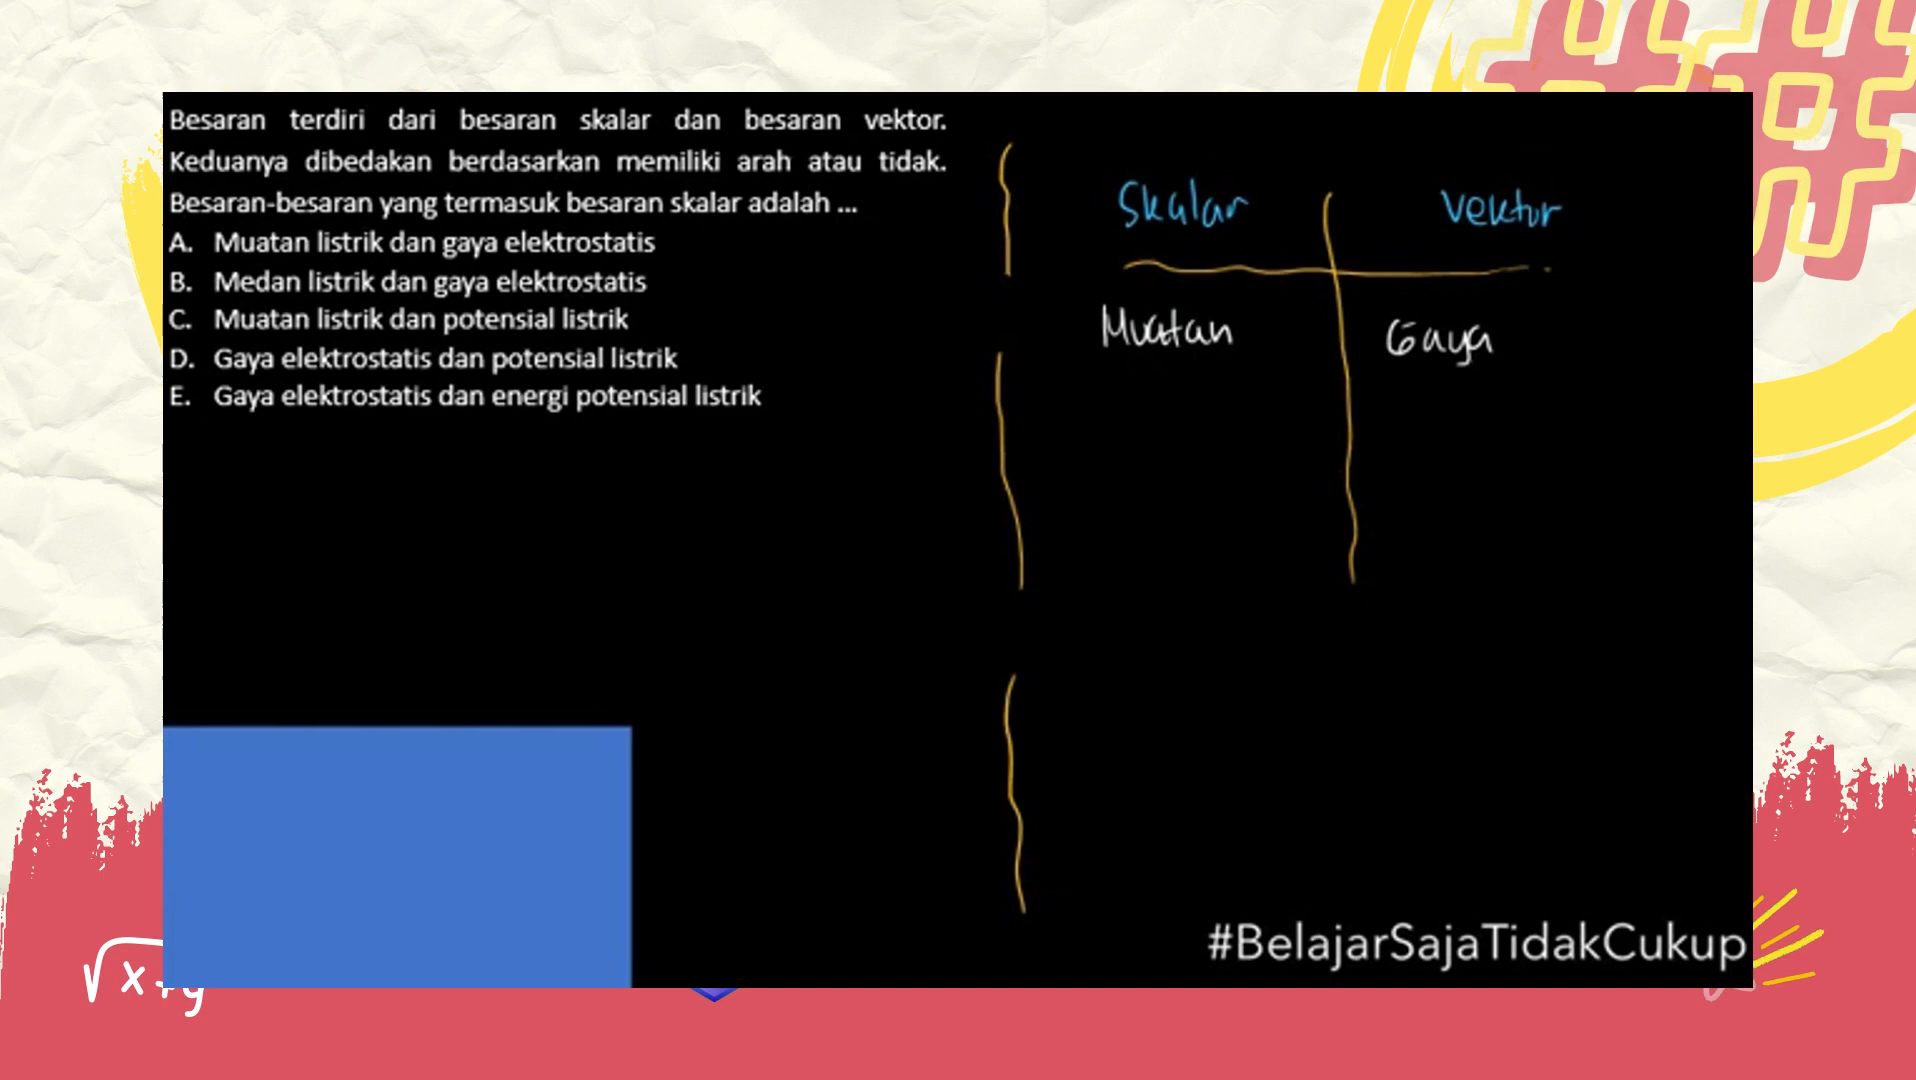 Besaran terdiri dari besaran skalar dan besaran vektor.
Keduanya dibedakan berdasarkan memiliki arah atau tidak.
Besaran-besaran yang termasuk besaran skalar adalah ...
A. Muatan listrik dan gaya elektrostatis
B. Medan listrik dan gaya elektrostatis
C. Muatan listrik dan potensial listrik
D. Gaya elektrostatis dan potensial listrik
E. Gaya elektrostatis dan energi potensial listrik
Skalar
Vektor
Muatan
Gaya
#BelajarSajaTidakCukup
√x+y